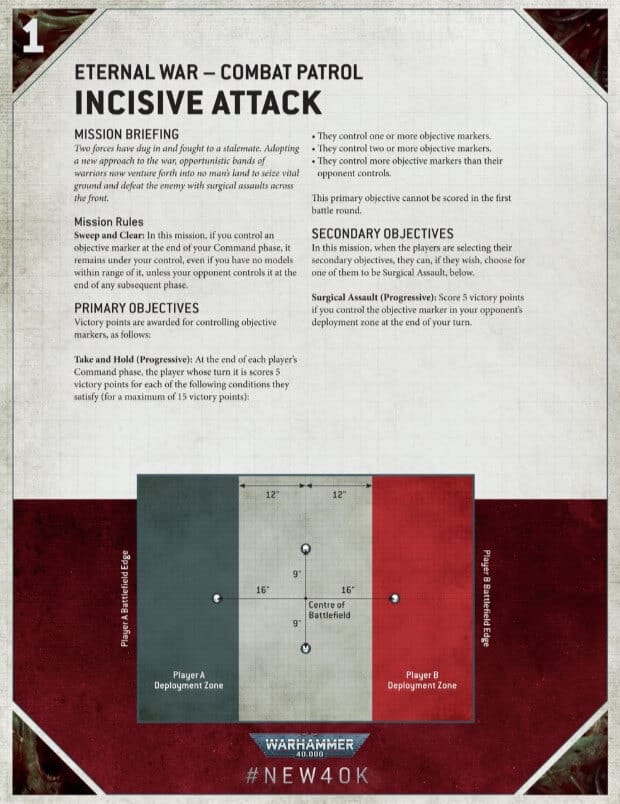 1
ETERNAL WAR – COMBAT PATROL
INCISIVE ATTACK
MISSION BRIEFING
Two forces have dug in and fought to a stalemate. Adopting
a new approach to the war, opportunistic bands of
warriors now venture forth into no man's land to seize vital
ground and defeat the enemy with surgical assaults across
the front.
Mission Rules
Sweep and Clear: In this mission, if you control an
objective marker at the end of your Command phase, it
remains under your control, even if you have no models
within range of it, unless your opponent controls it at the
end of any subsequent phase.
PRIMARY OBJECTIVES
Victory points are awarded for controlling objective
markers, as follows:
Take and Hold (Progressive): At the end of each player's
Command phase, the player whose turn it is scores 5
victory points for each of the following conditions they
satisfy (for a maximum of 15 victory points):
• They control one or more objective markers.
• They control two or more objective markers.
• They control more objective markers than their
opponent controls.
This primary objective cannot be scored in the first
battle round.
SECONDARY OBJECTIVES
In this mission, when the players are selecting their
secondary objectives, they can, if they wish, choose for
one of them to be Surgical Assault, below.
Surgical Assault (Progressive): Score 5 victory points
if you control the objective marker in your opponent's
deployment zone at the end of your turn.
12" 12"
Player A Battlefield Edge
9"
16" 16"
Centre of
Battlefield
9"
Player A
Deployment Zone
Player B
Deployment Zone
Player B Battlefield Edge
WARHAMMER
40,000
#NEW40K